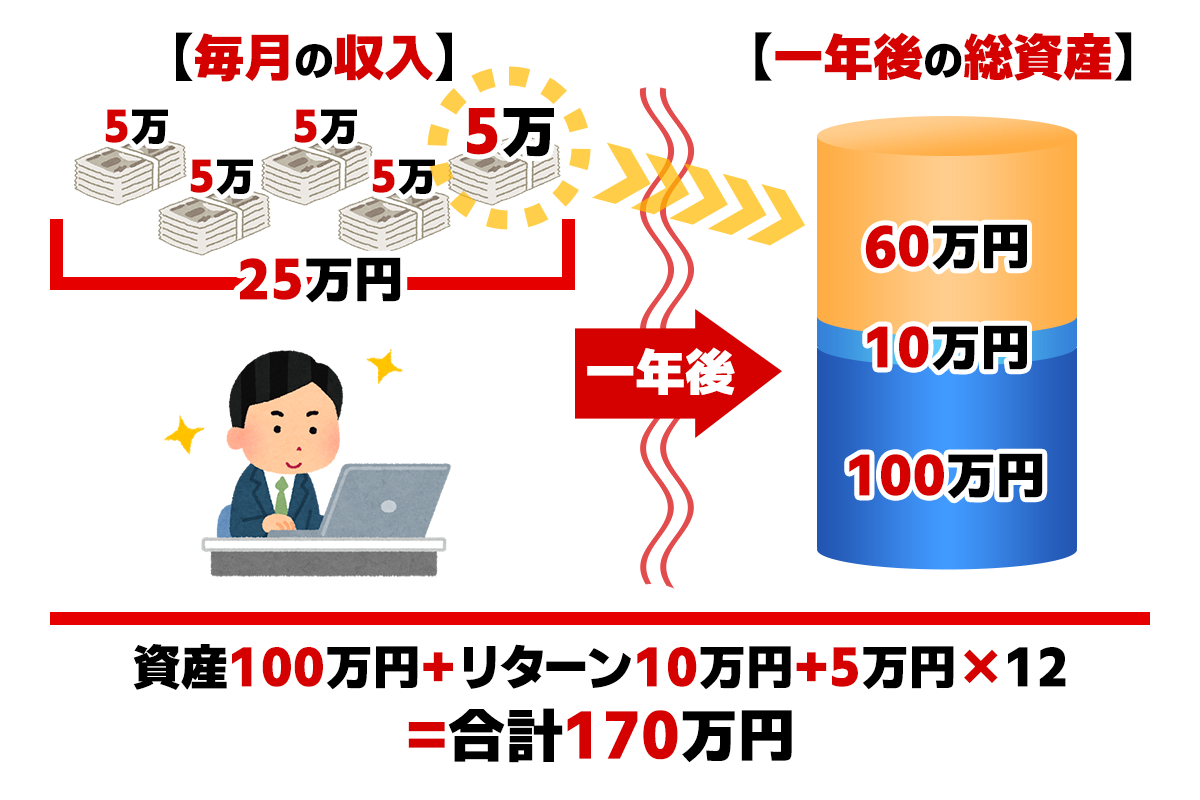 【毎月の収入】
5万
5万
5万
5万
5万
25万円
【一年後の総資産】
60万円
10万円
100万円
一年後
資産100万円+リターン10万円+5万円×12
=合計170万円